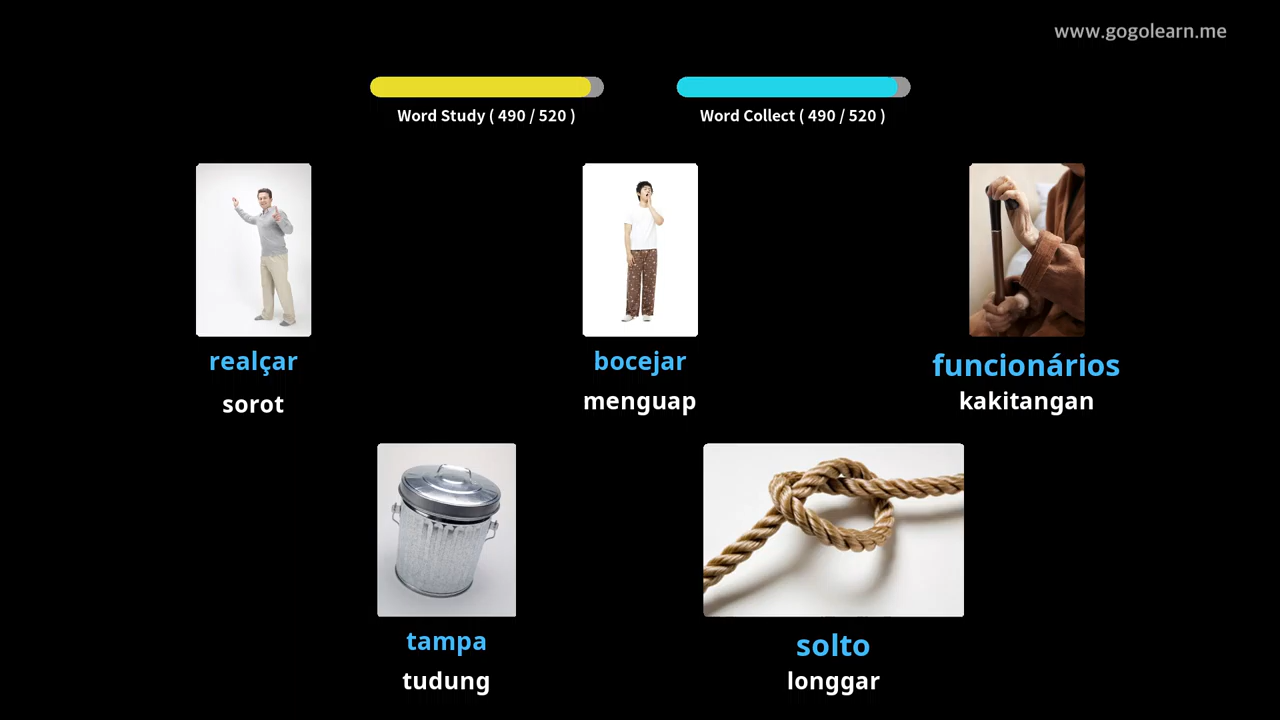 www.gogolearn.me
Word Study ( 490 / 520 )
Word Collect ( 490 / 520 )
realçar
sorot
bocejar
menguap
funcionários
kakitangan
tampa
tudung
solto
longgar